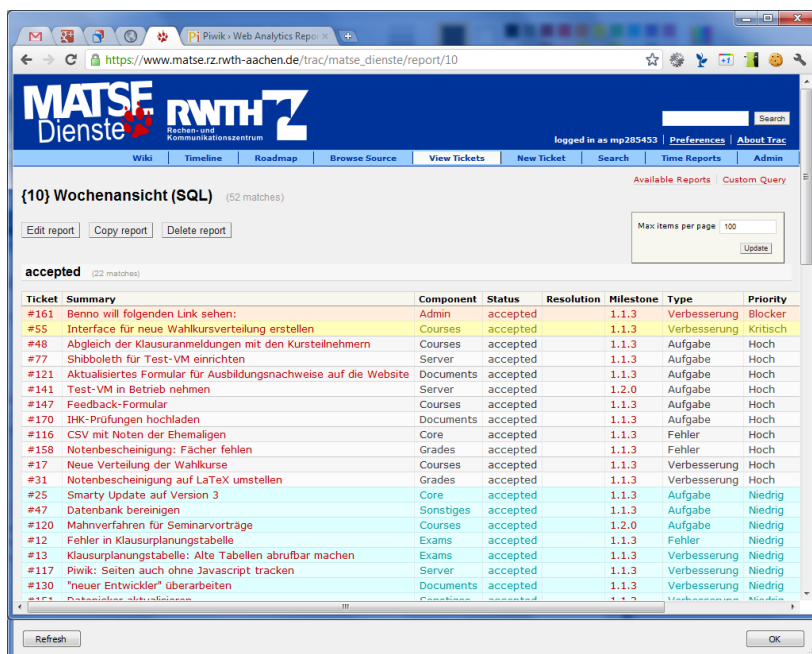 Piwik › Web Analytics Repor
https://www.matse.rz.rwth-aachen.de/trac/matse_dienste/report/10
MATSE
Dienste
RWTH
Rechen- und
Kommunikationszentrum
Search
logged in as mp285453 | Preferences | About Trac
Wiki Timeline Roadmap Browse Source View Tickets New Ticket Search Time Reports Admin
Available Reports Custom Query
{10} Wochenansicht (SQL) (52 matches)
Max items per page 100
Edit report Copy report Delete report
Update
accepted (22 matches)
Ticket Summary Component Status Resolution Milestone Type Priority
#161 Benno will folgenden Link sehen: Admin accepted 1.1.3 Verbesserung Blocker
#55 Interface für neue Wahlkursverteilung erstellen Courses accepted 1.1.3 Verbesserung Kritisch
#48 Abgleich der Klausuranmeldungen mit den Kursteilnehmern Courses accepted 1.1.3 Aufgabe Hoch
#77 Shibboleth für Test-VM einrichten Server accepted 1.1.3 Aufgabe Hoch
#121 Aktualisiertes Formular für Ausbildungsnachweise auf die Website Documents accepted 1.1.3 Aufgabe Hoch
#141 Test-VM in Betrieb nehmen Server accepted 1.2.0 Aufgabe Hoch
#147 Feedback-Formular Courses accepted 1.1.3 Aufgabe Hoch
#170 IHK-Prüfungen hochladen Documents accepted 1.1.3 Aufgabe Hoch
#116 CSV mit Noten der Ehemaligen Core accepted 1.1.3 Fehler Hoch
#158 Notenbescheinigung: Fächer fehlen Grades accepted 1.1.3 Fehler Hoch
#17 Neue Verteilung der Wahlkurse Courses accepted 1.1.3 Verbesserung Hoch
#31 Notenbescheinigung auf LaTeX umstellen Grades accepted 1.1.3 Verbesserung Hoch
#25 Smarty Update auf Version 3 Core accepted 1.1.3 Aufgabe Niedrig
#47 Datenbank bereinigen Sonstiges accepted 1.1.3 Aufgabe Niedrig
#120 Mahnverfahren für Seminarvorträge Courses accepted 1.2.0 Aufgabe Niedrig
#12 Fehler in Klausurplanungstabelle Exams accepted 1.1.3 Fehler Niedrig
#13 Klausurplanungstabelle: Alte Tabellen abrufbar machen Exams accepted 1.1.3 Verbesserung Niedrig
#117 Piwik: Seiten auch ohne Javascript tracken Server accepted 1.1.3 Verbesserung Niedrig
#130 "neuer Entwickler" überarbeiten Documents accepted 1.1.3 Verbesserung Niedrig
#151 Datepicker aktualisieren Sonstiges accepted 1.1.3 Verbesserung Niedrig
Refresh OK